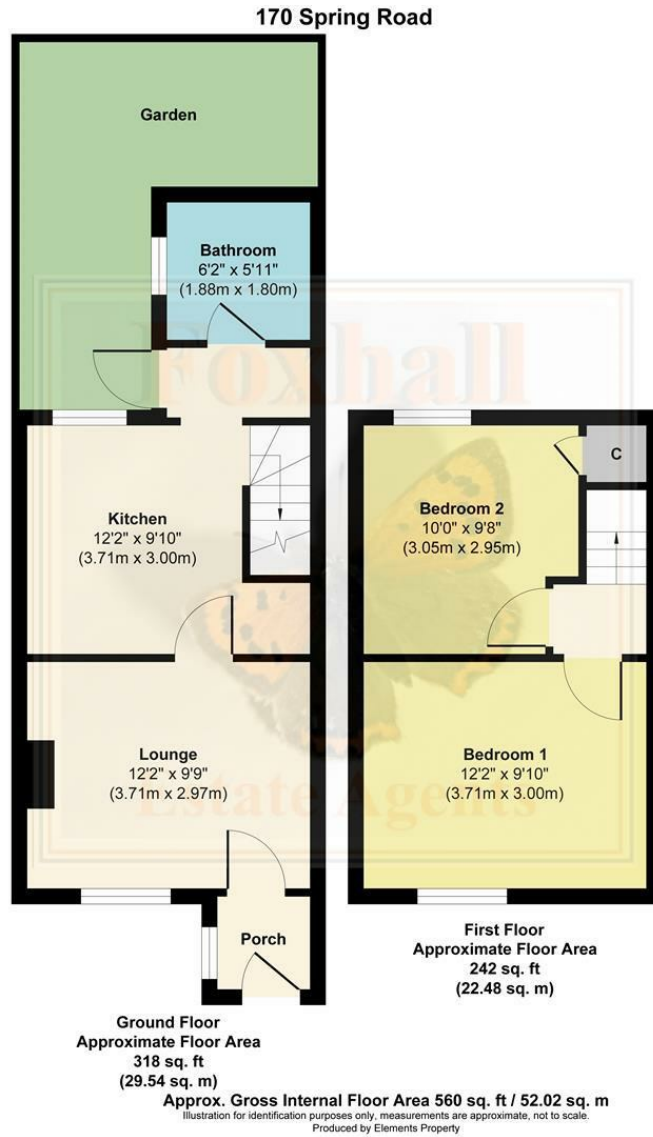 170 Spring Road
Garden
Bathroom
6'2" x 5'11"
(1.88m x 1.80m)
Kitchen
12'2" x 9'10"
(3.71m x 3.00m)
Lounge
12'2" x 9'9"
(3.71m x 2.97m)
Porch
Ground Floor
Approximate Floor Area
318 sq. ft
(29.54 sq. m)
C
Bedroom 2
10'0" x 9'8"
(3.05m x 2.95m)
Bedroom 1
12'2" x 9'10"
(3.71m x 3.00m)
First Floor
Approximate Floor Area
242 sq. ft
(22.48 sq. m)
Foxhall
Estate Agents
Approx. Gross Internal Floor Area 560 sq. ft / 52.02 sq. m
Illustration for identification purposes only, measurements are approximate, not to scale.
Produced by Elements Property